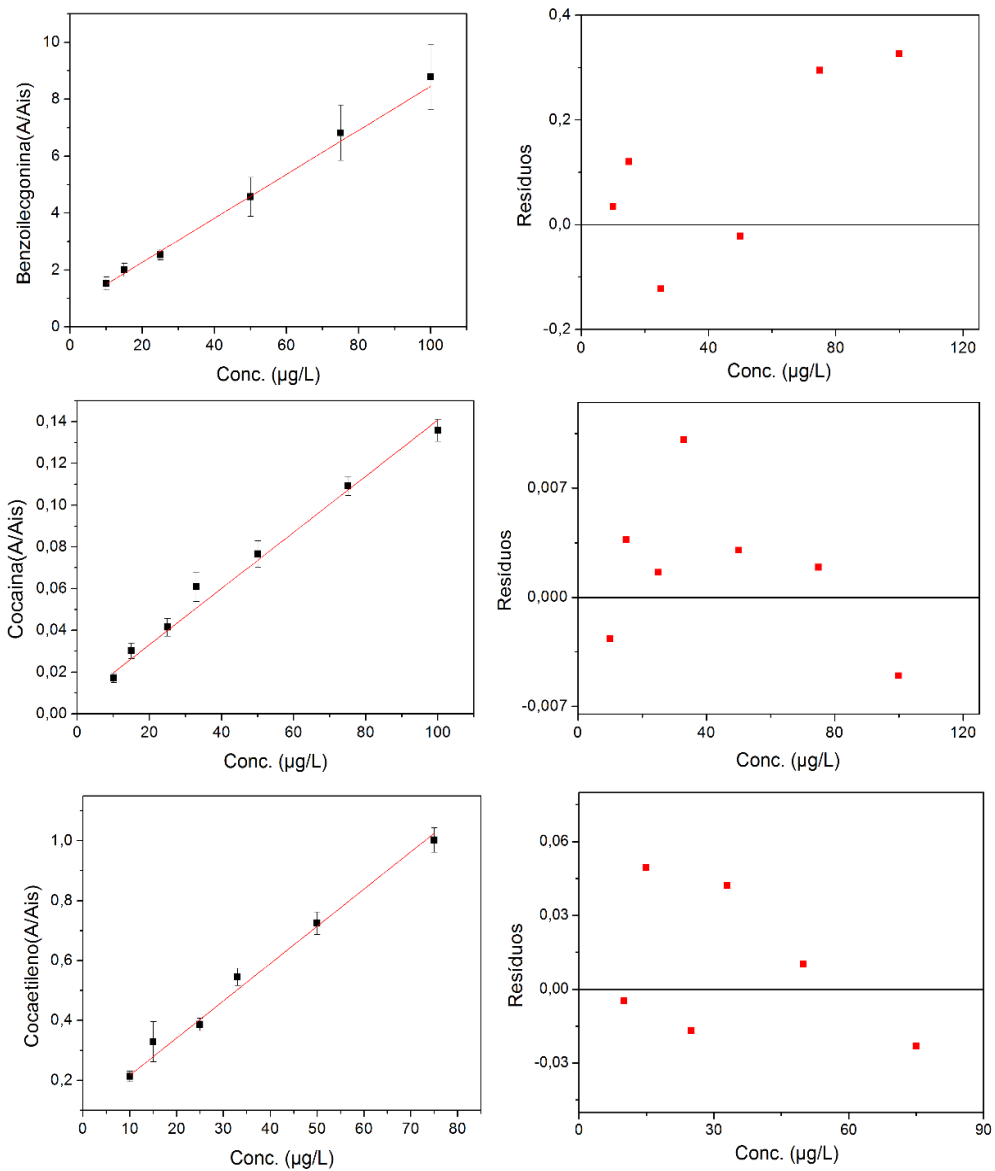 Benzoilecgonina(A/Ais)
10
8
6
4
2
0
0 20 40 60 80 100
Conc. (µg/L)
Resíduos
0,4
0,2
0,0
-0,2
0 40 80 120
Conc. (µg/L)
Cocaina(A/Ais)
0,14
0,12
0,10
0,08
0,06
0,04
0,02
0,00
0 20 40 60 80 100
Conc. (µg/L)
Resíduos
0,007
0,000
-0,007
0 40 80 120
Conc. (µg/L)
Cocaetileno(A/Ais)
1,0
0,8
0,6
0,4
0,2
0 10 20 30 40 50 60 70 80
Conc. (µg/L)
Resíduos
0,06
0,03
0,00
-0,03
0 30 60 90
Conc. (µg/L)